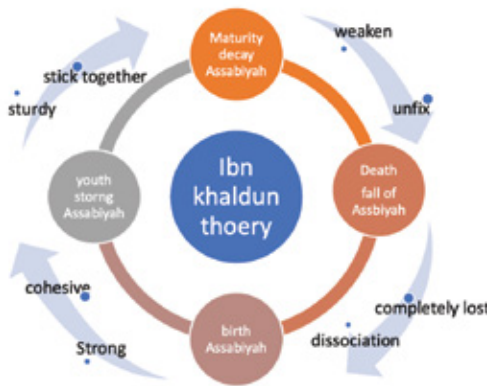 Maturity
decay
Assabiyah
weaken
stick together
sturdy
unfix
Ibn
khaldun
thoery
youth
storng
Assabiyah
Death
fall of
Assbiyah
cohesive
Strong
birth
Assabiyah
completely lost
dissociation